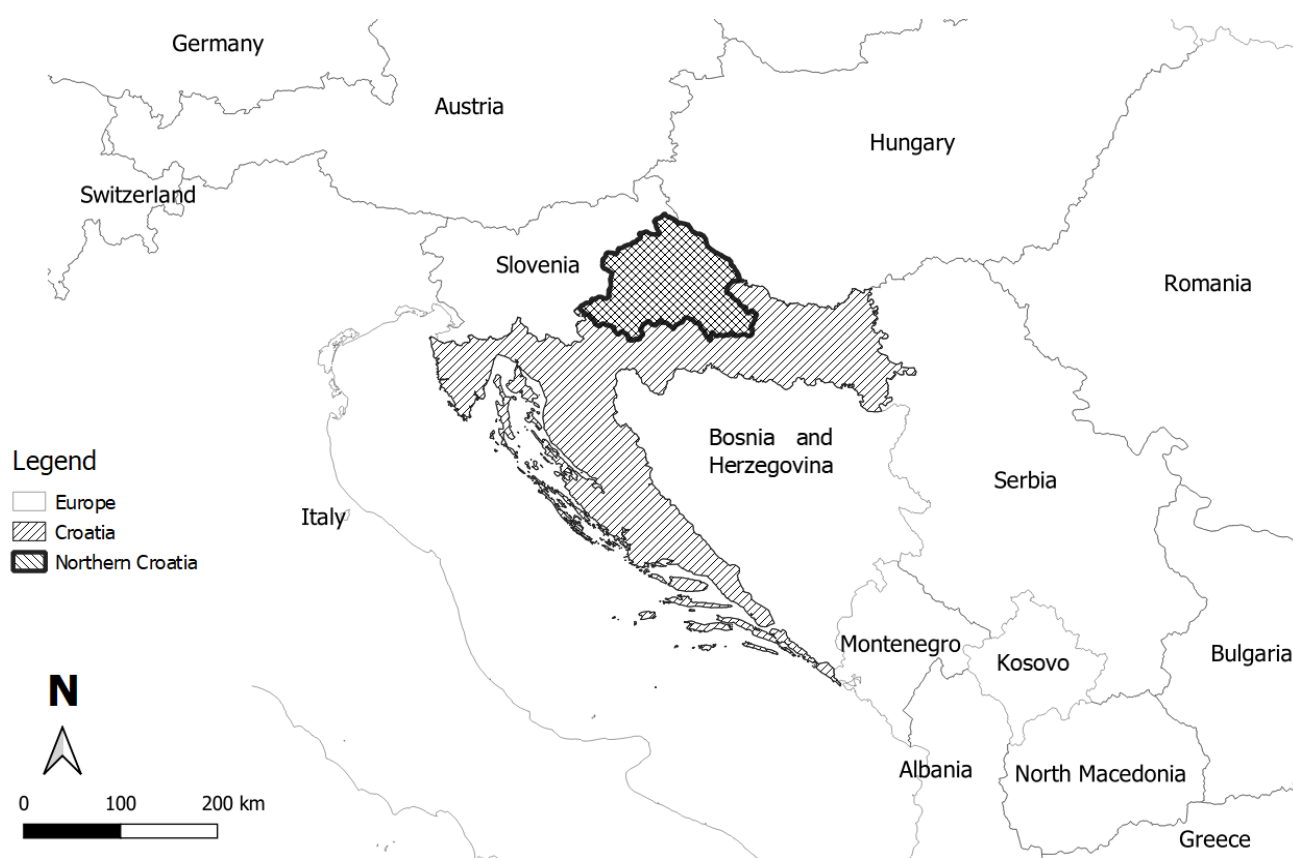 Germany
Austria
Hungary
Switzerland
Slovenia
Romania
Bosnia and
Herzegovina
Serbia
Italy
Montenegro
Kosovo
Bulgaria
Albania
North Macedonia
Greece
Legend
Europe
Croatia
Northern Croatia
N
0 100 200 km